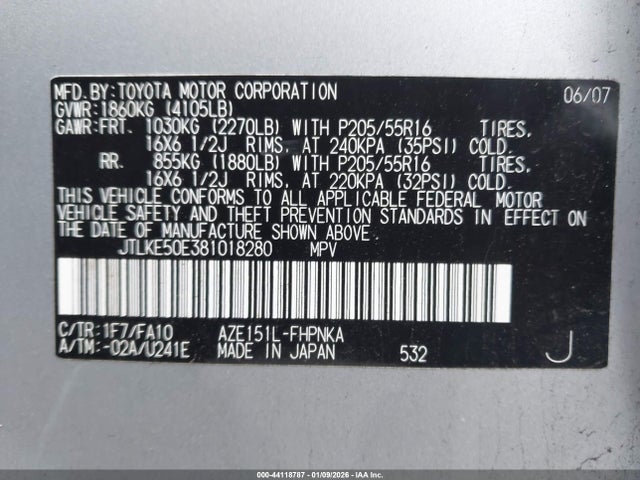 MFD.BY:TOYOTA MOTOR CORPORATION 06/07
GVWR:1860KG (4105LB)
GAWR:FRT. 1030KG (2270LB) WITH P205/55R16 TIRES,
16X6 1/2J RIMS, AT 240KPA (35PSI) COLD.
RR. 855KG (1880LB) WITH P205/55R16 TIRES,
16X6 1/2J RIMS, AT 220KPA (32PSI) COLD.
THIS VEHICLE CONFORMS TO ALL APPLICABLE FEDERAL MOTOR
VEHICLE SAFETY AND THEFT PREVENTION STANDARDS IN EFFECT ON
THE DATE OF MANUFACTURE SHOWN ABOVE.
JTLKE50E381018280 MPV
C/TR:1F7/FA10 AZE151L-FHPNKA
A/TM:-02A/U241E MADE IN JAPAN 532 J
000-44118787 - 01/09/2026 - IAA Inc.